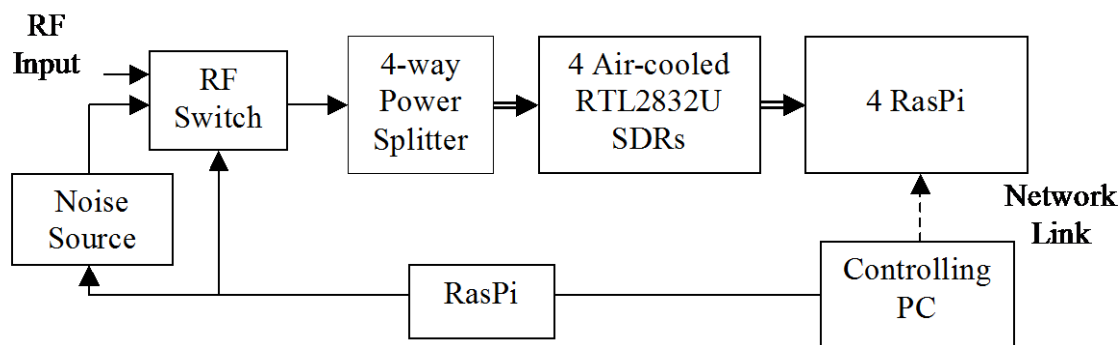 RF
Input
RF
Switch
4-way
Power
Splitter
4 Air-cooled
RTL2832U
SDRs
4 RasPi
Noise
Source
Network
Link
RasPi
Controlling
PC